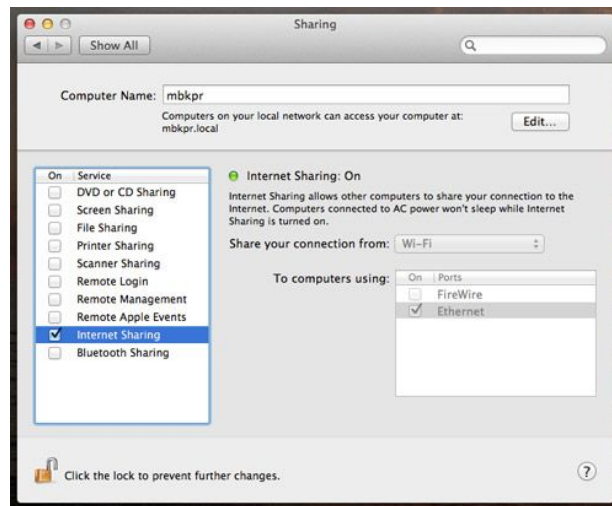 Sharing
Show All
Computer Name: mbkpr
Computers on your local network can access your computer at:
mbkpr.local
Edit...
On Service
DVD or CD Sharing
Screen Sharing
File Sharing
Printer Sharing
Scanner Sharing
Remote Login
Remote Management
Remote Apple Events
Internet Sharing
Bluetooth Sharing
Internet Sharing: On
Internet Sharing allows other computers to share your connection to the
Internet. Computers connected to AC power won't sleep while Internet
Sharing is turned on.
Share your connection from: Wi-Fi
To computers using:
On Ports
FireWire
Ethernet
Click the lock to prevent further changes.
?